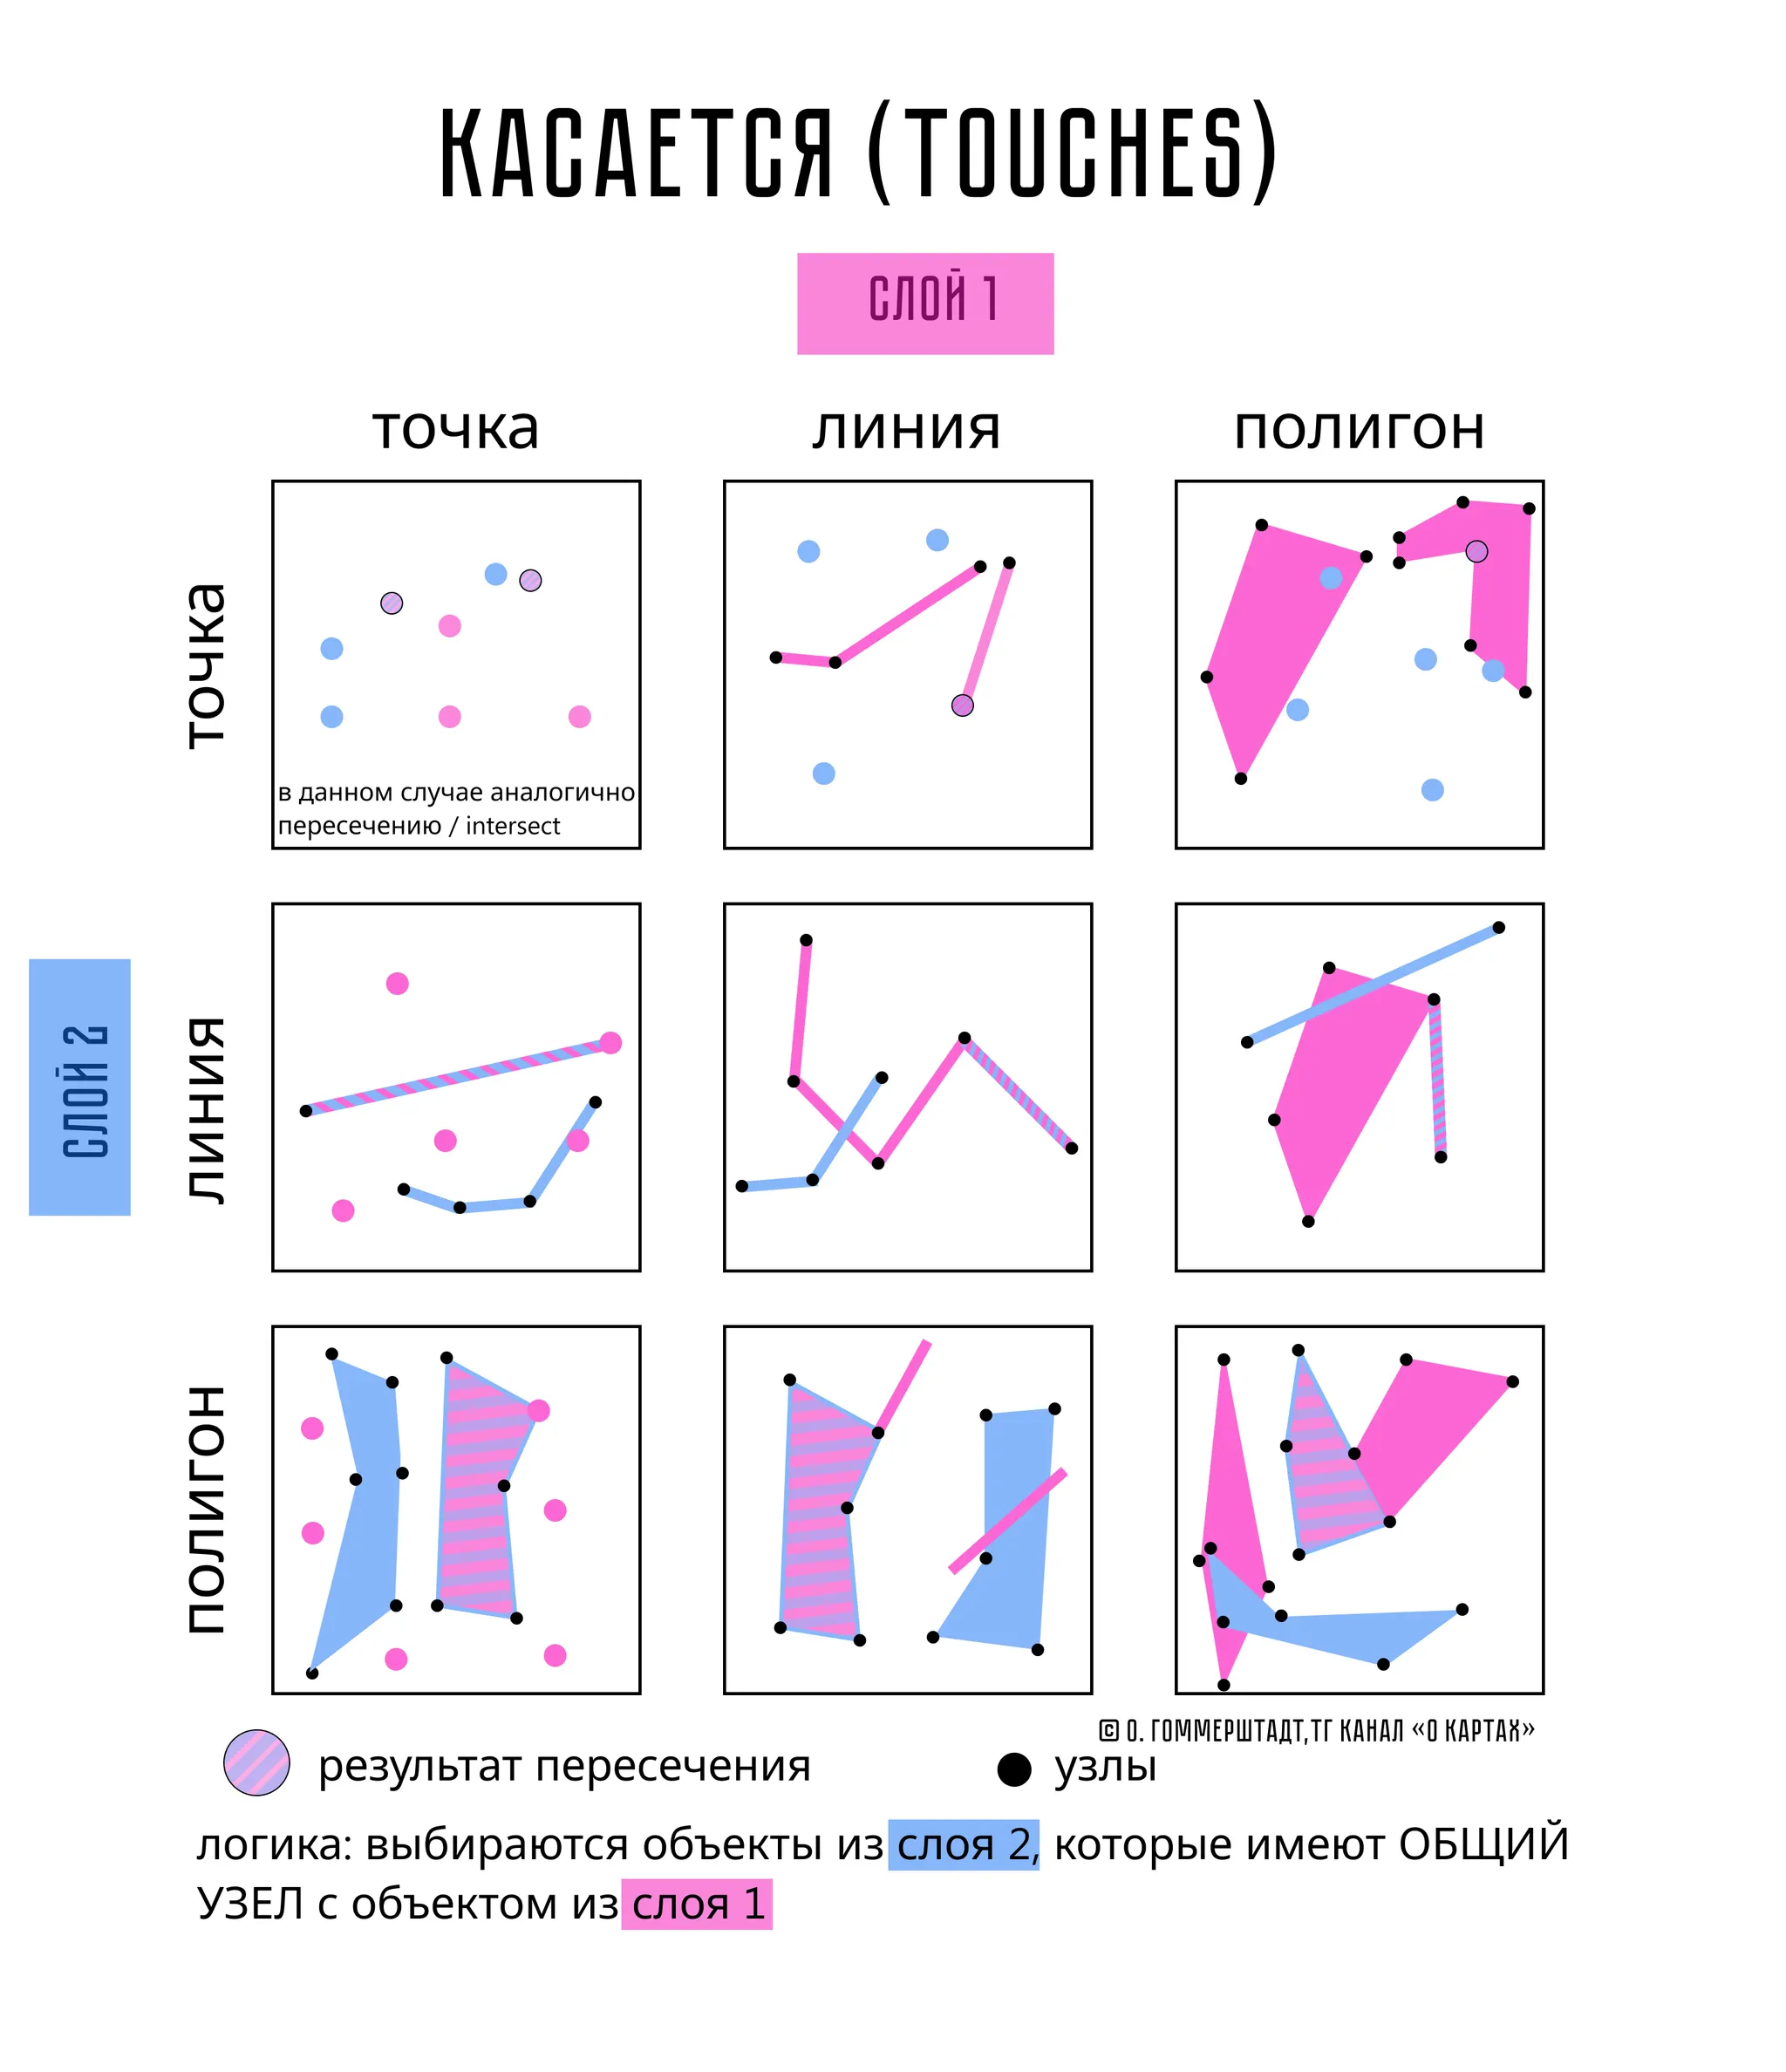 КАСАЕТСЯ (TOUCHES)
СЛОЙ 1
точка
линия
полигон
точка
в данном случае аналогично
пересечению / intersect
СЛОЙ 2
линия
полигон
© О. ГОММЕРШТАДТ,ТГ КАНАЛ «О КАРТАХ»
результат пересечения
узлы
логика: выбираются объекты из слоя 2, которые имеют ОБЩИЙ
УЗЕЛ с объектом из слоя 1